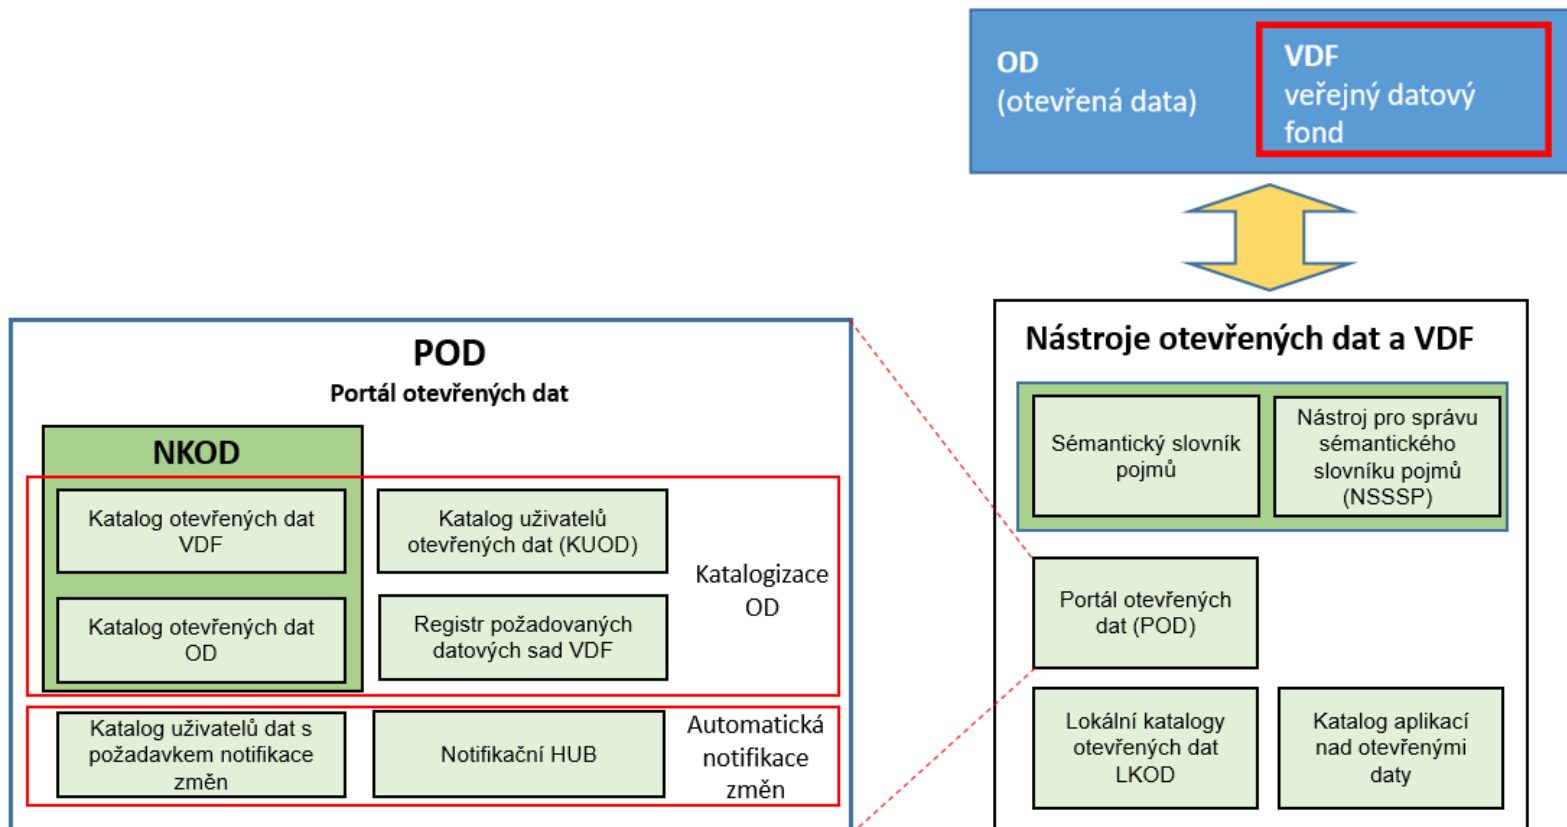 OD
(otevřená data)
VDF
veřejný datový
fond
POD
Portál otevřených dat
NKOD
Katalog otevřených dat
VDF
Katalog uživatelů
otevřených dat (KUOD)
Katalog otevřených dat
OD
Registr požadovaných
datových sad VDF
Katalogizace
OD
Katalog uživatelů dat s
požadavkem notifikace
změn
Notifikační HUB
Automatická
notifikace
změn
Nástroje otevřených dat a VDF
Sémantický slovník
pojmů
Nástroj pro správu
sémantického
slovníku pojmů
(NSSSP)
Portál otevřených
dat (POD)
Lokální katalogy
otevřených dat
LKOD
Katalog aplikací
nad otevřenými
daty